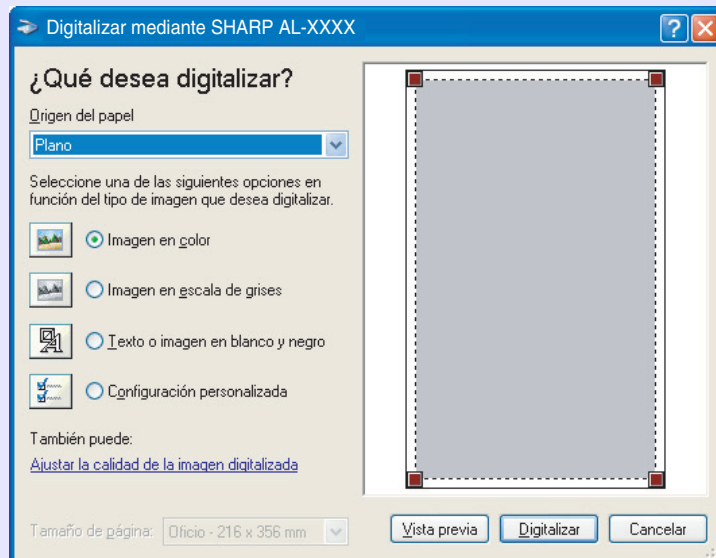 Digitalizar mediante SHARP AL-XXXX
¿Qué desea digitalizar?
Origen del papel
Plano
Seleccione una de las siguientes opciones en
función del tipo de imagen que desea digitalizar.
Imagen en color
Imagen en escala de grises
Texto o imagen en blanco y negro
Configuración personalizada
También puede:
Ajustar la calidad de la imagen digitalizada
Tamaño de página: Oficio - 216 x 356 mm
Vista previa Digitalizar Cancelar